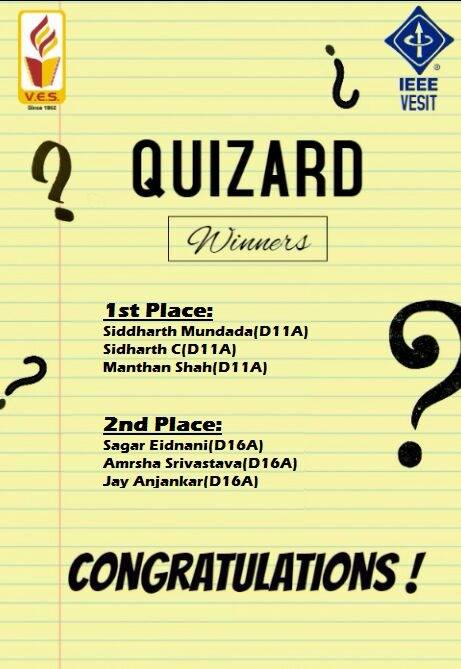 V.E.S.
Since 1962
IEEE
VESIT
QUIZARD
Winners
1st Place:
Siddharth Mundada(D11A)
Sidharth C(D11A)
Manthan Shah(D11A)
2nd Place:
Sagar Eidnani(D16A)
Amrsha Srivastava(D16A)
Jay Anjankar(D16A)
CONGRATULATIONS !